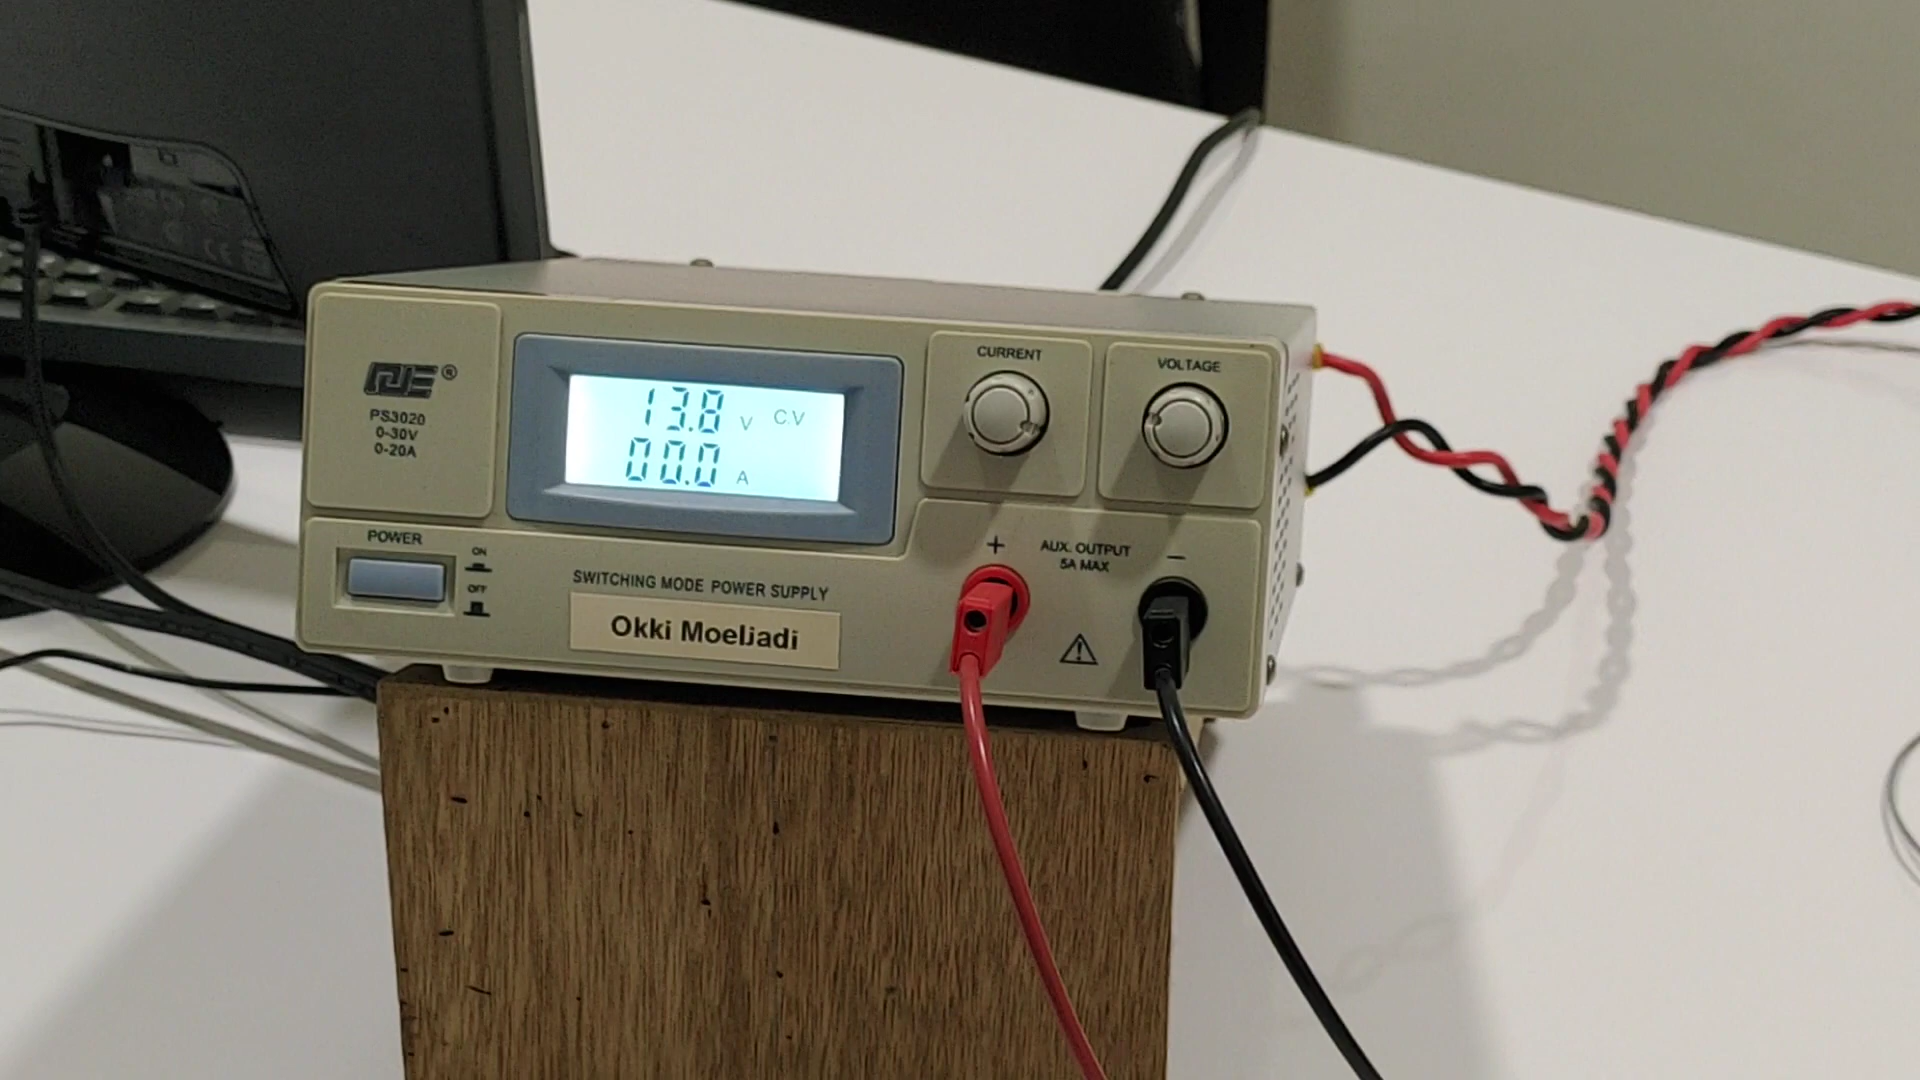 PS3020
0-30V
0-20A
13.8 V C.V
00.0 A
CURRENT
VOLTAGE
POWER
ON
OFF
SWITCHING MODE POWER SUPPLY
Okki Moeljadi
+
AUX. OUTPUT
5A MAX
−